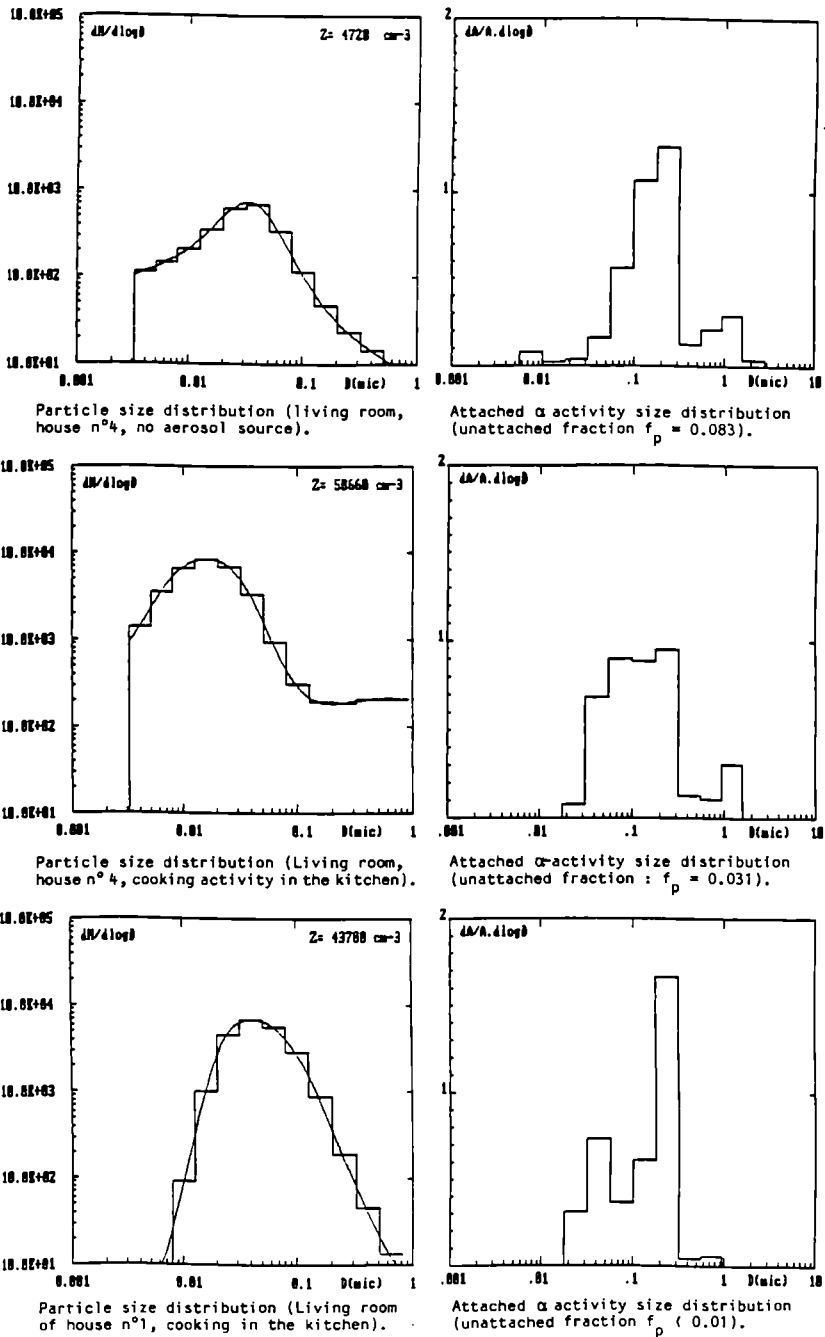 10.0E+05
dN/dlogD
Z= 4720 cm-3
10.0E+04
10.0E+03
10.0E+02
10.0E+01
0.001
0.01
0.1
D(mic)
1
Particle size distribution (living room,
house n°4, no aerosol source).
2
dA/A.dlogD
1
0.001
.01
0.1
1
D(mic)
10
Attached α activity size distribution
(unattached fraction fp = 0.083).
10.0E+05
dN/dlogD
Z= 58660 cm-3
10.0E+04
10.0E+03
10.0E+02
10.0E+01
0.001
0.01
0.1
D(mic)
1
Particle size distribution (Living room,
house n° 4, cooking activity in the kitchen).
2
dA/A.dlogD
1
.001
.01
0.1
1
D(mic)
10
Attached α-activity size distribution
(unattached fraction : fp = 0.031).
10.0E+05
dN/dlogD
Z= 43780 cm-3
10.0E+04
10.0E+03
10.0E+02
10.0E+01
0.001
0.01
0.1
D(mic)
1
Particle size distribution (Living room
of house n°1, cooking in the kitchen).
2
dA/A.dlogD
1
.001
.01
0.1
1
D(mic)
10
Attached α activity size distribution
(unattached fraction fp ⟨ 0.01).